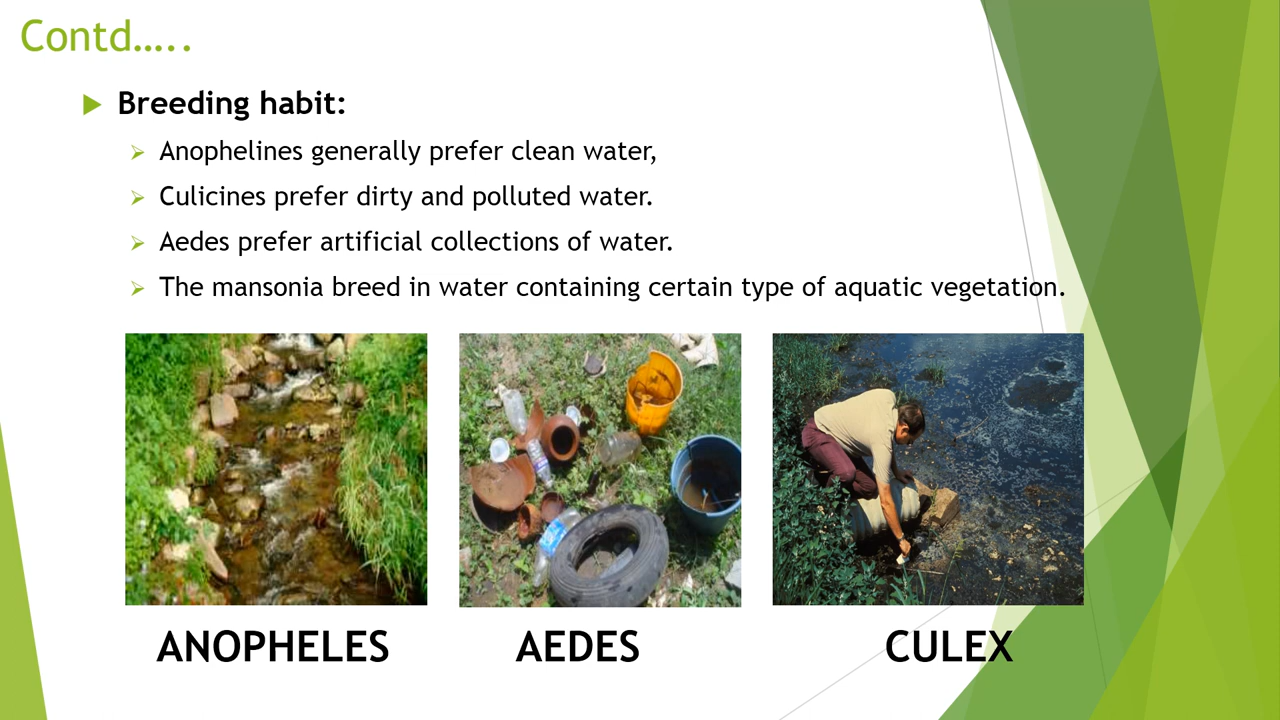 Contd…..
Breeding habit:
Anophelines generally prefer clean water,
Culicines prefer dirty and polluted water.
Aedes prefer artificial collections of water.
The mansonia breed in water containing certain type of aquatic vegetation.
ANOPHELES
AEDES
CULEX